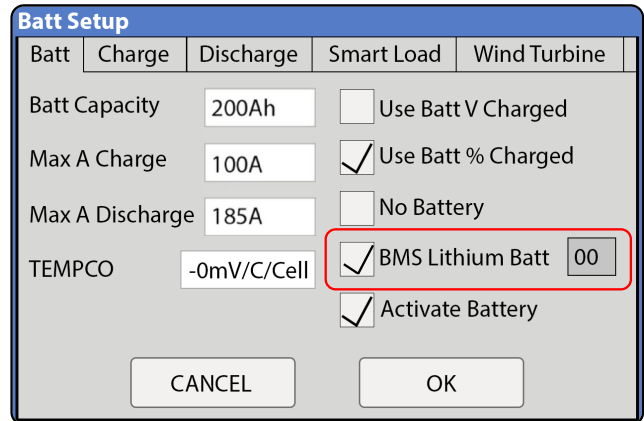 Batt Setup
Batt Charge Discharge Smart Load Wind Turbine
Batt Capacity 200Ah Use Batt V Charged
Max A Charge 100A Use Batt % Charged
Max A Discharge 185A No Battery
TEMPCO -0mV/C/Cell BMS Lithium Batt 00
Activate Battery
CANCEL OK